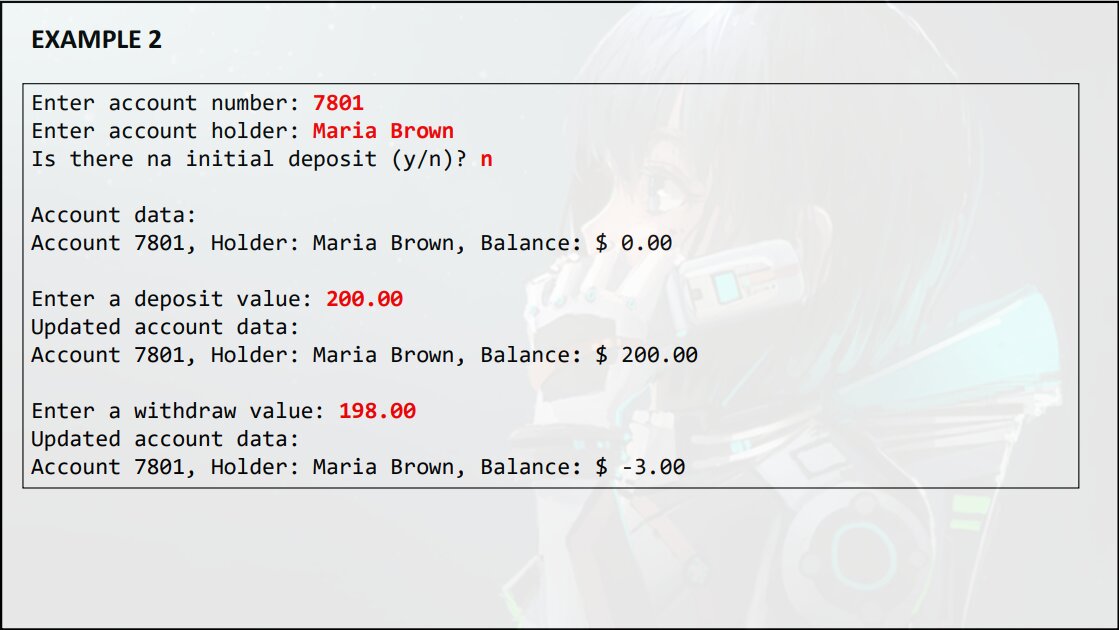 EXAMPLE 2
Enter account number: 7801
Enter account holder: Maria Brown
Is there na initial deposit (y/n)? n
Account data:
Account 7801, Holder: Maria Brown, Balance: $ 0.00
Enter a deposit value: 200.00
Updated account data:
Account 7801, Holder: Maria Brown, Balance: $ 200.00
Enter a withdraw value: 198.00
Updated account data:
Account 7801, Holder: Maria Brown, Balance: $ -3.00